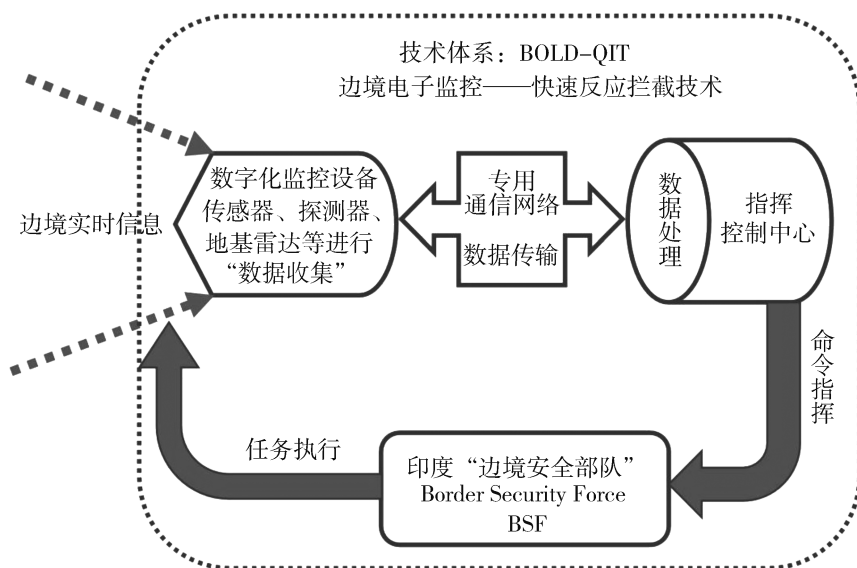 技术体系：BOLD-QIT
边境电子监控——快速反应拦截技术
边境实时信息
数字化监控设备
传感器、探测器、
地基雷达等进行
“数据收集”
专用
通信网络
数据传输
数据处理
指挥
控制中心
命令指挥
任务执行
印度“边境安全部队”
Border Security Force
BSF